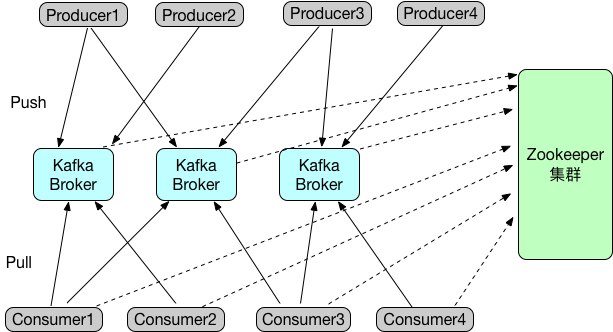 Producer1
Producer2
Producer3
Producer4
Push
Kafka
Broker
Kafka
Broker
Kafka
Broker
Zookeeper
集群
Pull
Consumer1
Consumer2
Consumer3
Consumer4